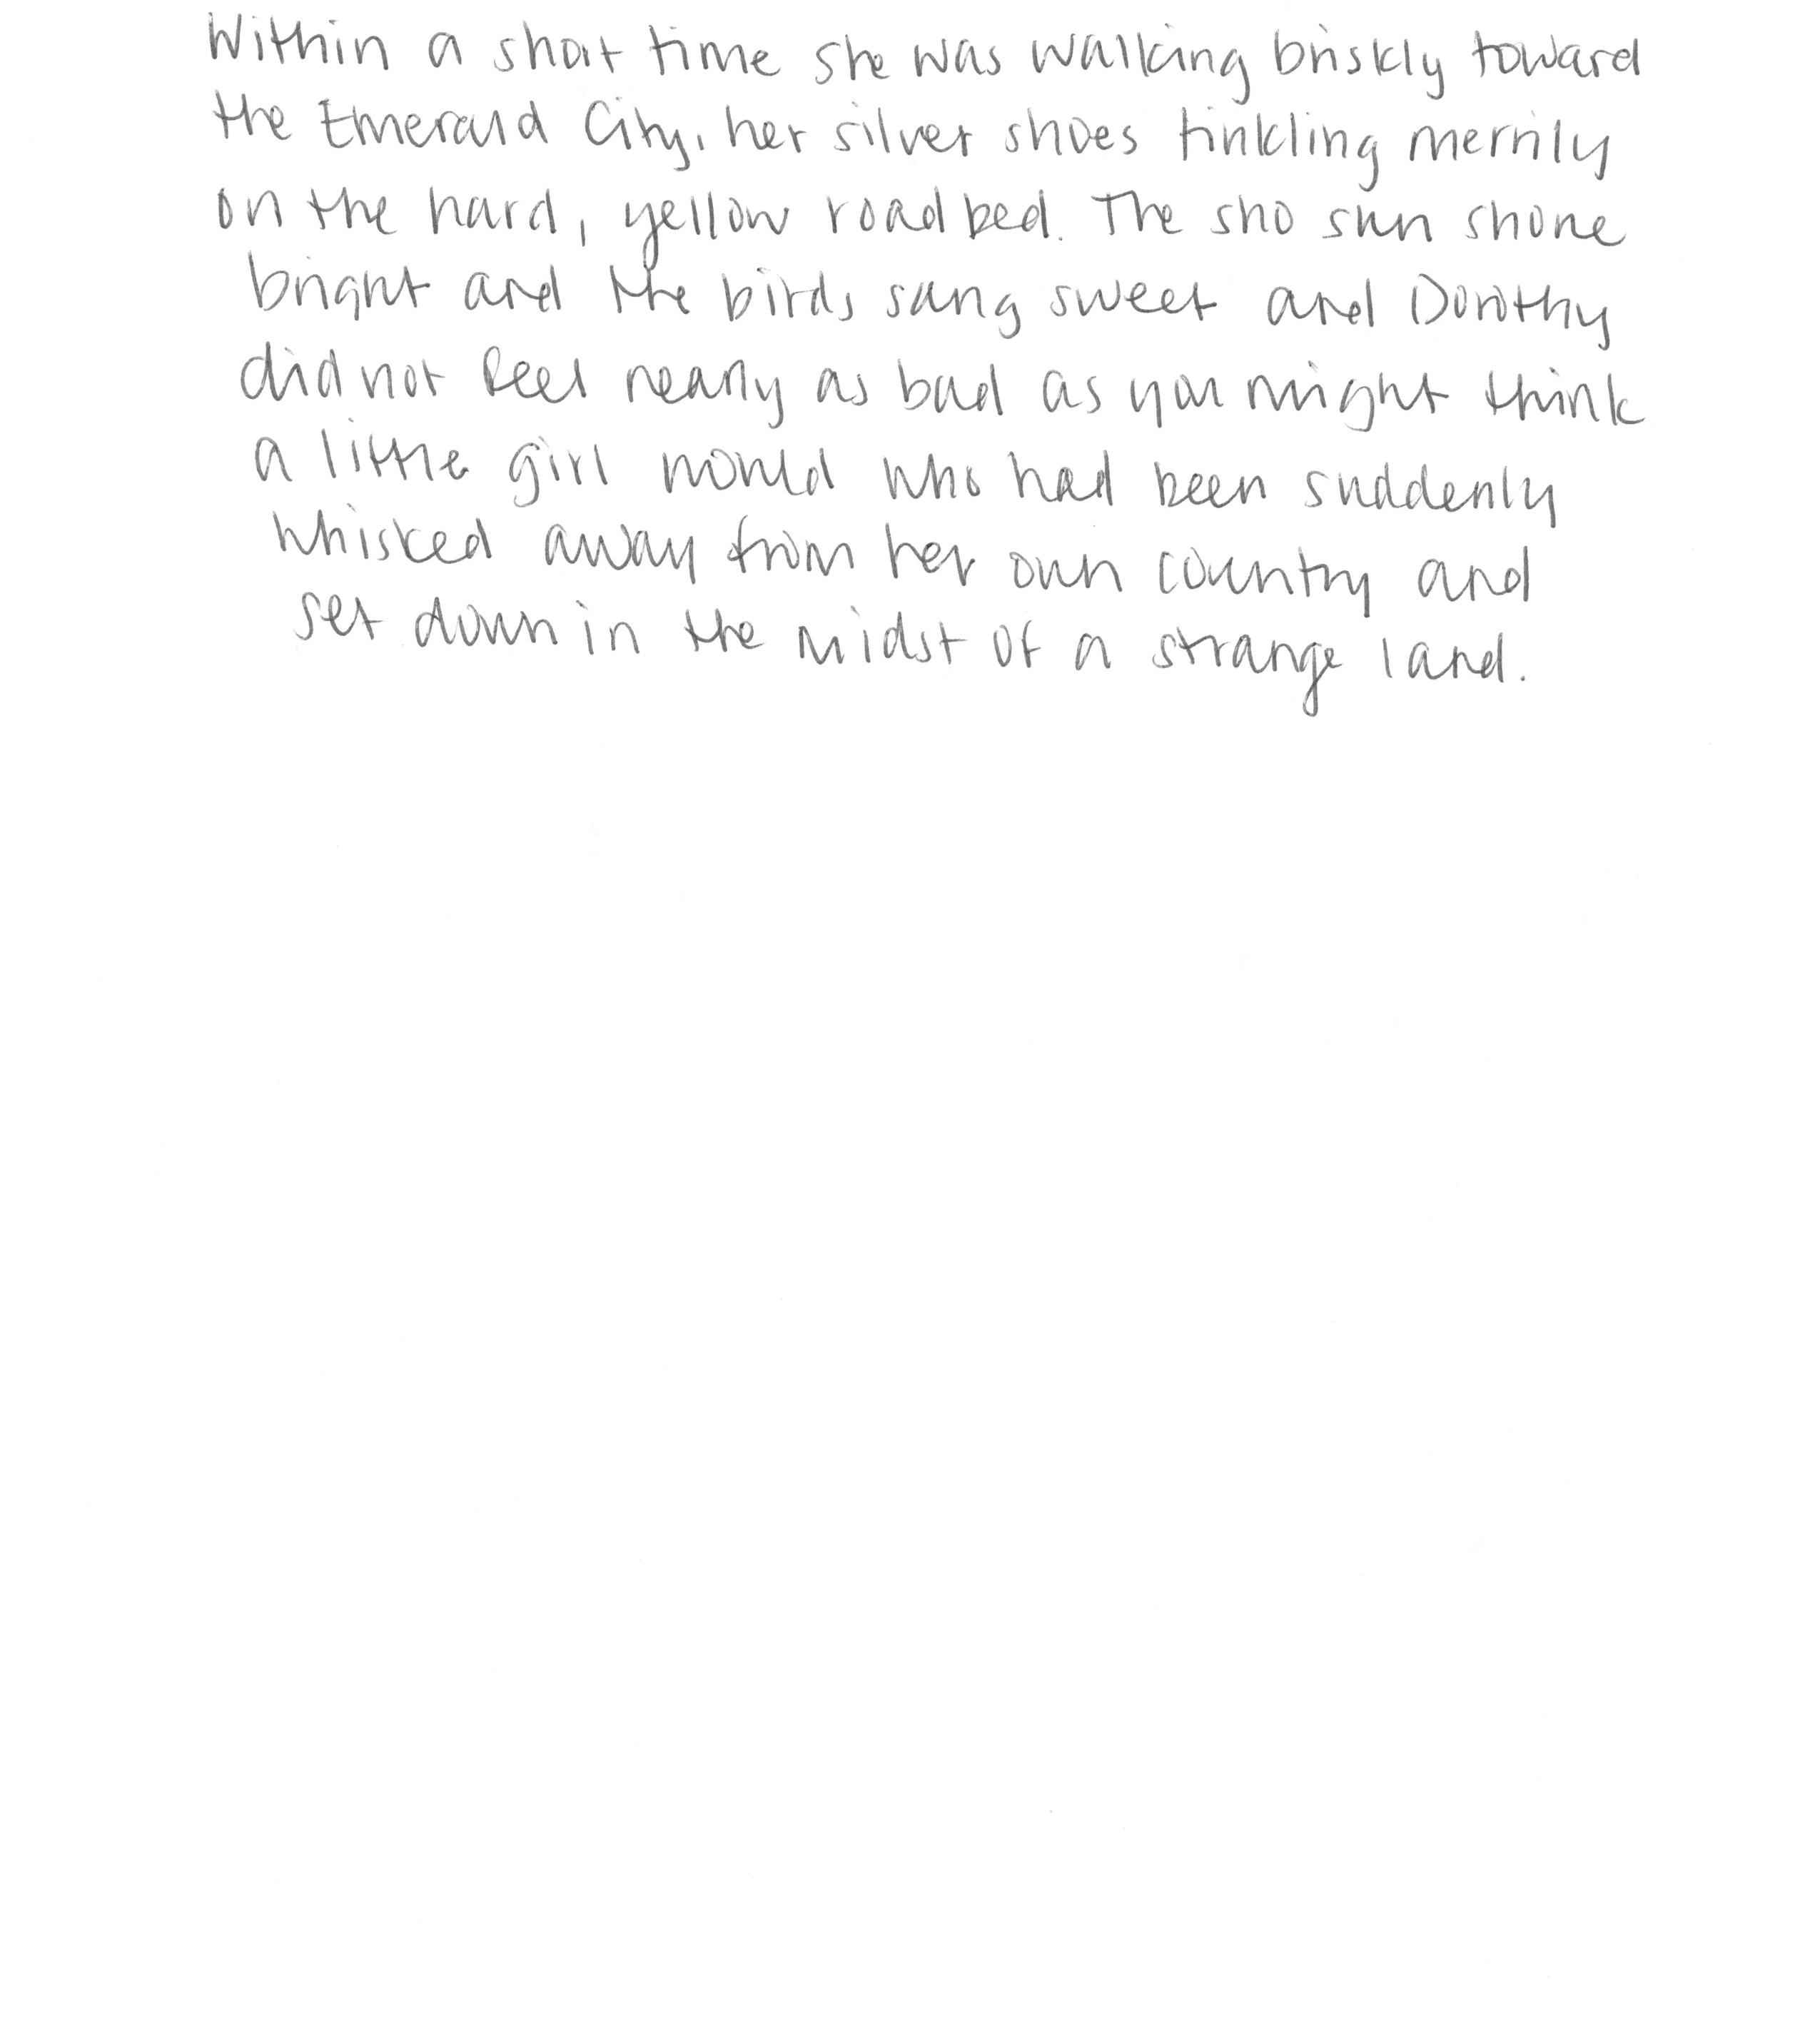 Within a short time she was walking briskly toward
the Emerald City, her silver shoes tinkling merrily
on the hard, yellow roadbed. The sho sun shone
bright and the birds sang sweet and Dorothy
did not feel nearly as bad as you might think
a little girl would who had been suddenly
whisked away from her own country and
set down in the midst of a strange land.